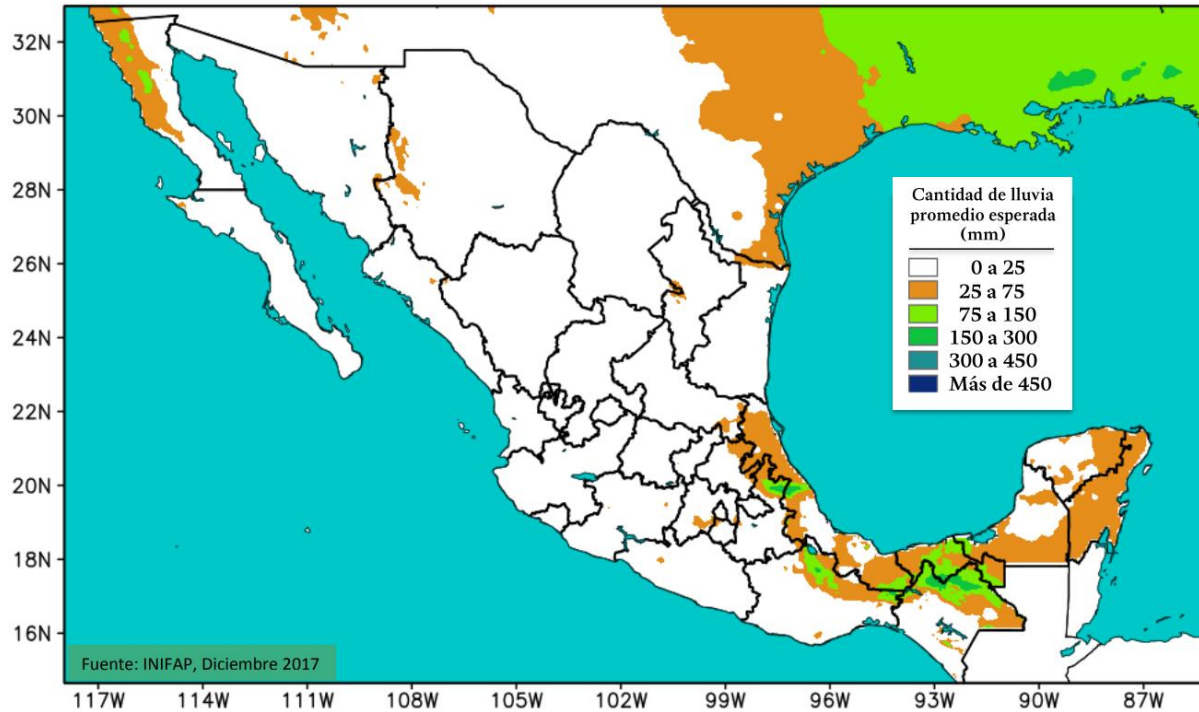 32N
30N
28N
26N
24N
22N
20N
18N
16N
Cantidad de lluvia
promedio esperada
(mm)
0 a 25
25 a 75
75 a 150
150 a 300
300 a 450
Más de 450
Fuente: INIFAP, Diciembre 2017
117W 114W 111W 108W 105W 102W 99W 96W 93W 90W 87W